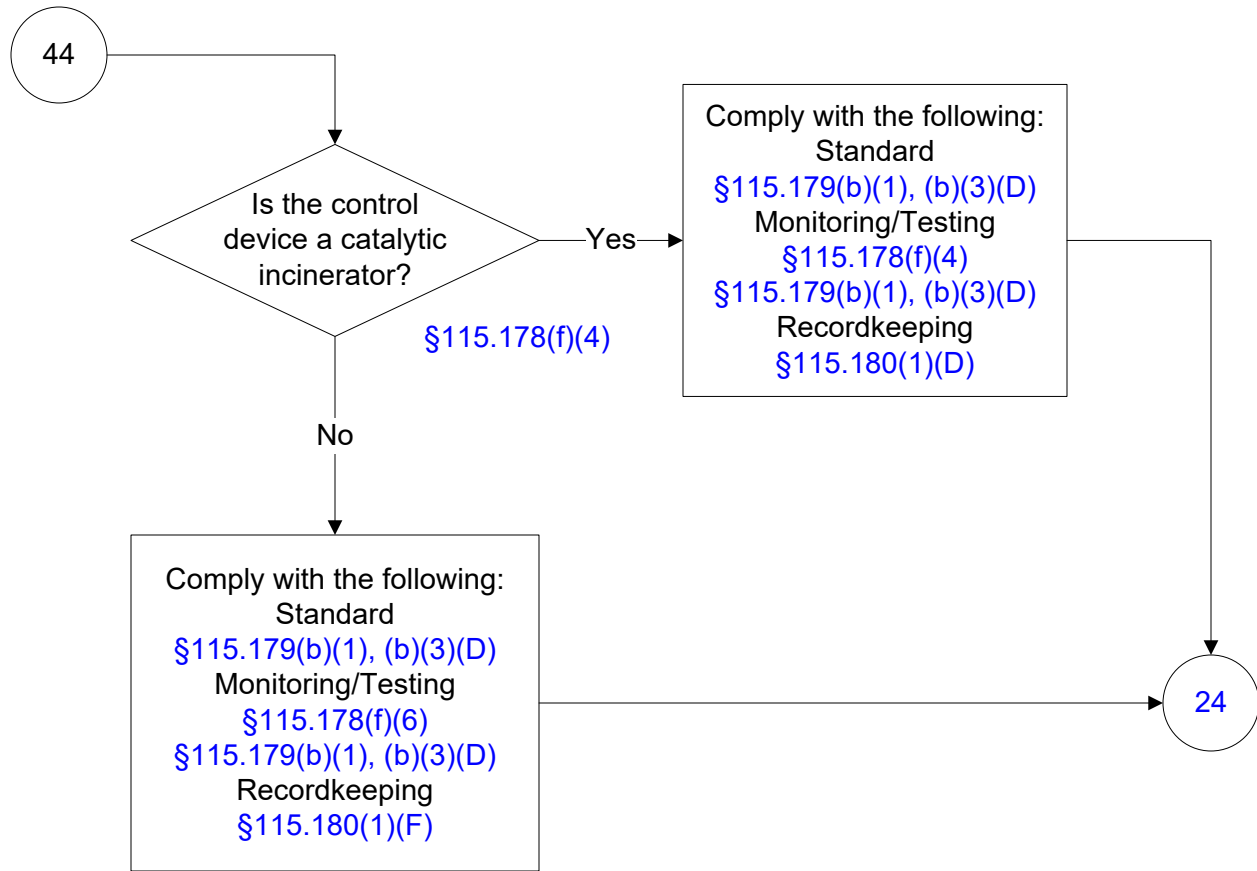 44
Is the control
device a catalytic
incinerator?
§115.178(f)(4)
Yes
Comply with the following:
Standard
§115.179(b)(1), (b)(3)(D)
Monitoring/Testing
§115.178(f)(4)
§115.179(b)(1), (b)(3)(D)
Recordkeeping
§115.180(1)(D)
No
Comply with the following:
Standard
§115.179(b)(1), (b)(3)(D)
Monitoring/Testing
§115.178(f)(6)
§115.179(b)(1), (b)(3)(D)
Recordkeeping
§115.180(1)(F)
24